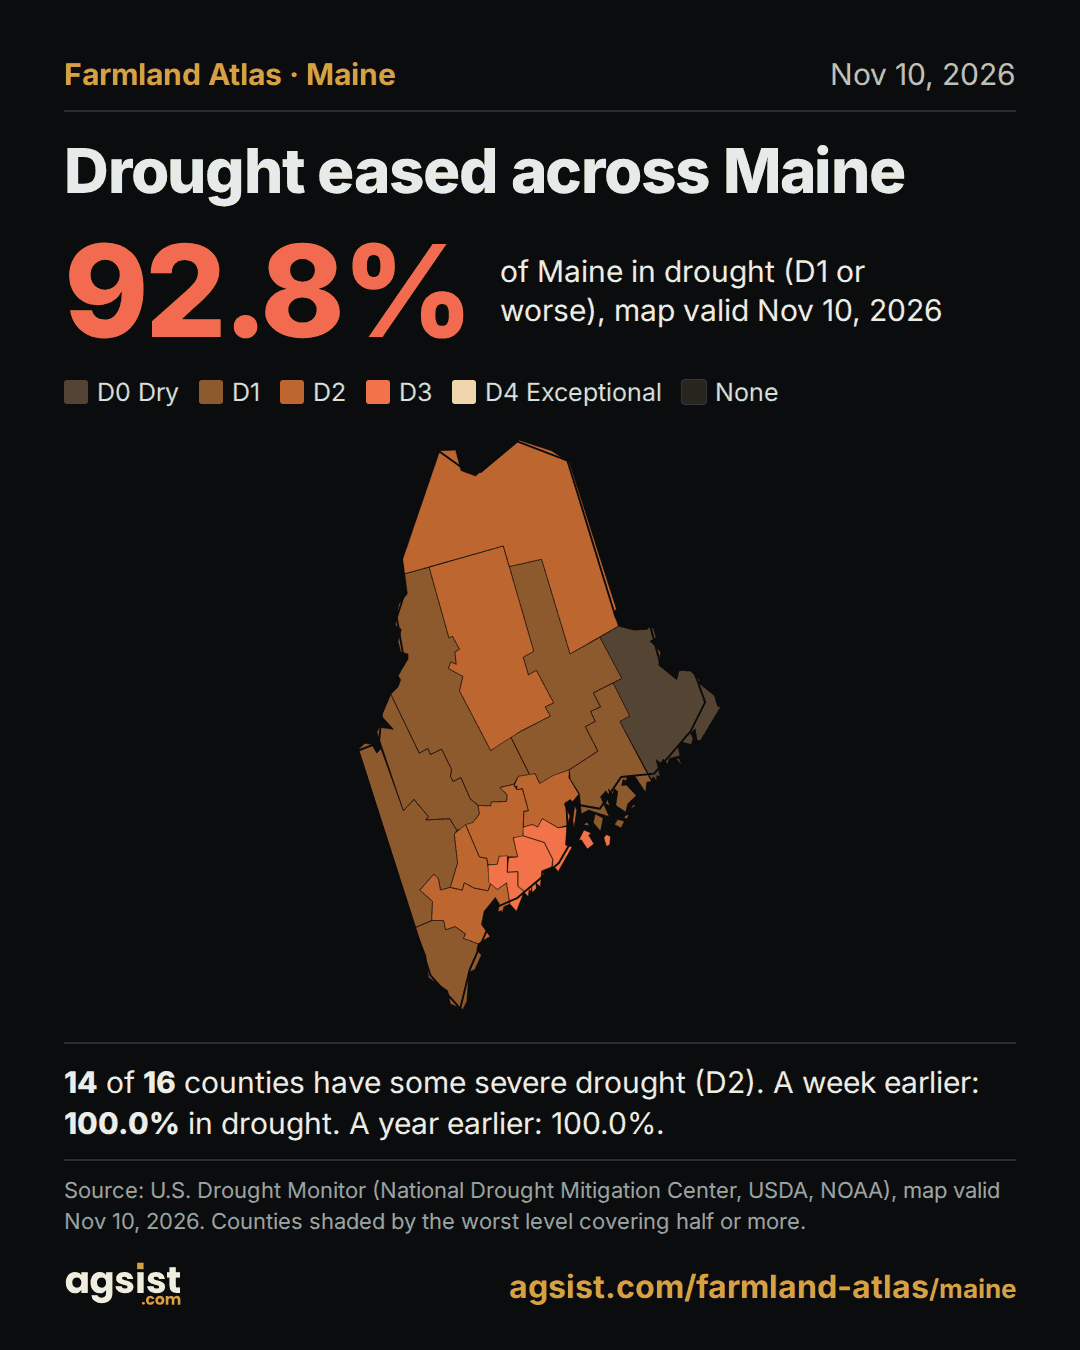 Farmland Atlas · Maine
Nov 10, 2026
Drought eased across Maine
92.8%
of Maine in drought (D1 or
worse), map valid Nov 10, 2026
D0 Dry D1 D2 D3 D4 Exceptional None
14 of 16 counties have some severe drought (D2). A week earlier:
100.0% in drought. A year earlier: 100.0%.
Source: U.S. Drought Monitor (National Drought Mitigation Center, USDA, NOAA), map valid
Nov 10, 2026. Counties shaded by the worst level covering half or more.
agsist
.com
agsist.com/farmland-atlas/maine